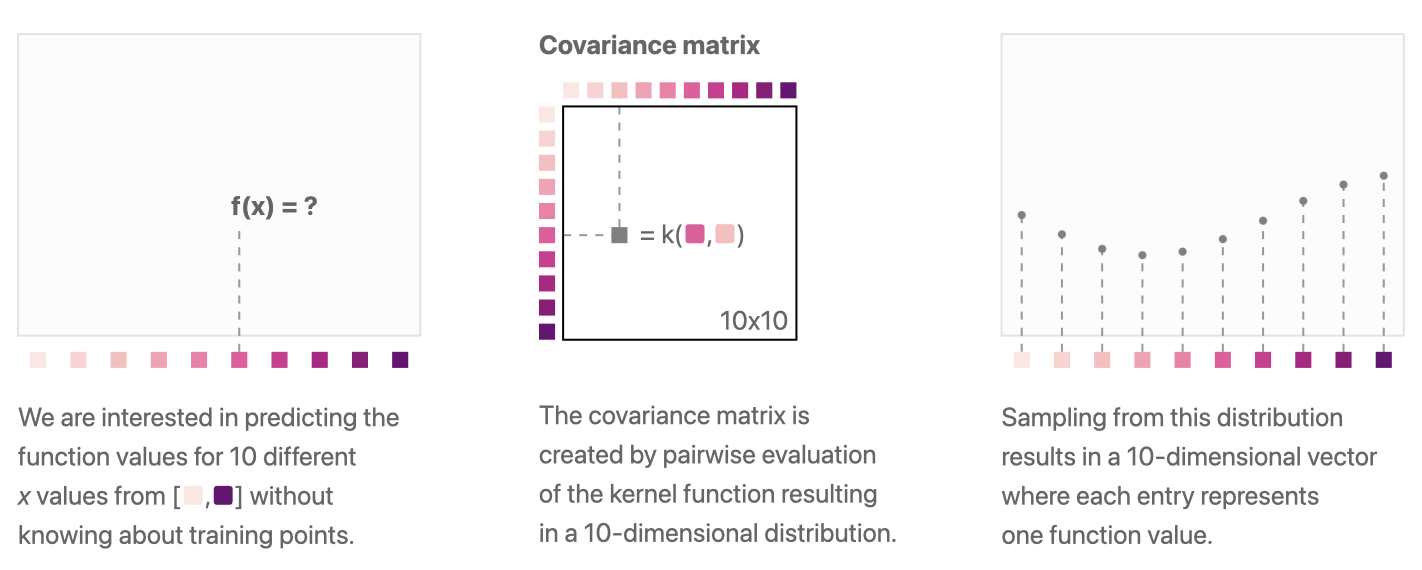 f(x) = ?
We are interested in predicting the
function values for 10 different
x values from [ , ] without
knowing about training points.
Covariance matrix
= k( , )
10x10
The covariance matrix is
created by pairwise evaluation
of the kernel function resulting
in a 10-dimensional distribution.
Sampling from this distribution
results in a 10-dimensional vector
where each entry represents
one function value.